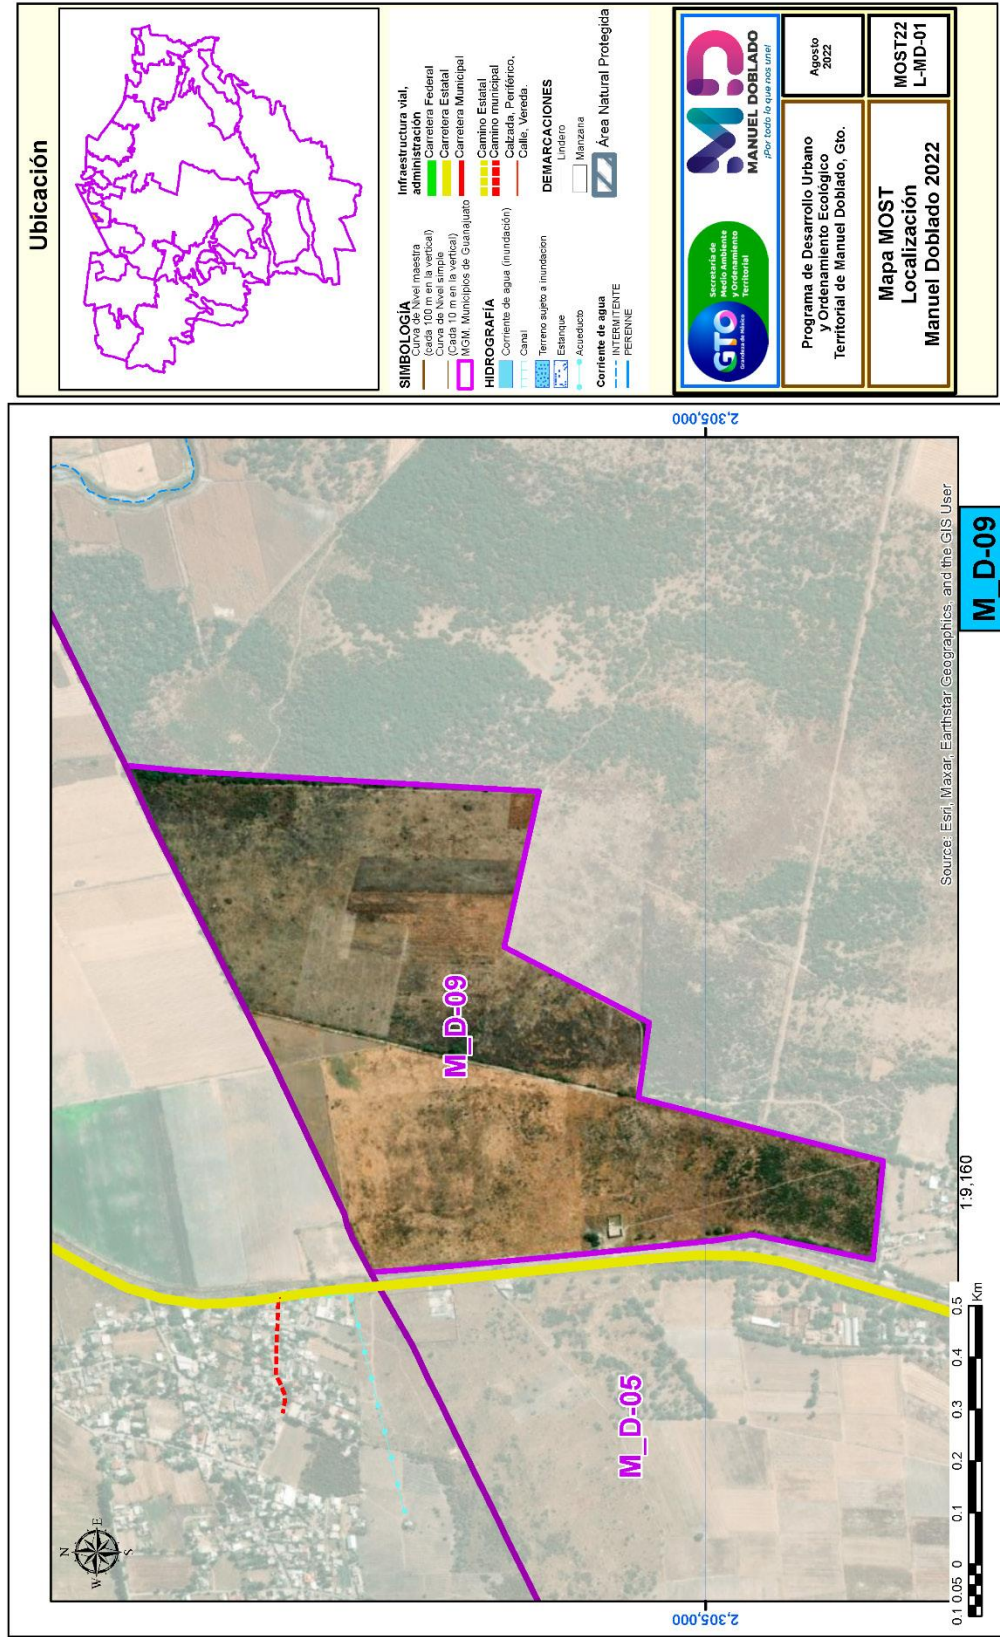 Ubicación
SIMBOLOGÍA
Curva de Nivel maestra
(cada 100 m en la vertical)
Curva de Nivel simple
(Cada 10 m en la vertical)
MGM. Municipios de Guanajuato
HIDROGRAFÍA
Corriente de agua (inundación)
Canal
Terreno sujeto a inundacion
Estanque
Acueducto
Corriente de agua
INTERMITENTE
PERENNE
Infraestructura vial,
administración
Carretera Federal
Carretera Estatal
Carretera Municipal
Camino Estatal
Camino municipal
Calzada, Periférico,
Calle, Vereda.
DEMARCACIONES
Lindero
Manzana
Área Natural Protegida
GTO
Grandeza de México
Secretaría de
Medio Ambiente
y Ordenamiento
Territorial
MD
MANUEL DOBLADO
¡Por todo lo que nos une!
Programa de Desarrollo Urbano
y Ordenamiento Ecológico
Territorial de Manuel Doblado, Gto.
Agosto
2022
Mapa MOST
Localización
Manuel Doblado 2022
MOST22
L-MD-01
N
W E
S
M_D-09
M_D-05
2,305,000
2,305,000
Source: Esri, Maxar, Earthstar Geographics, and the GIS User
1:9,160
0.1 0.05 0 0.1 0.2 0.3 0.4 0.5
Km
M_D-09